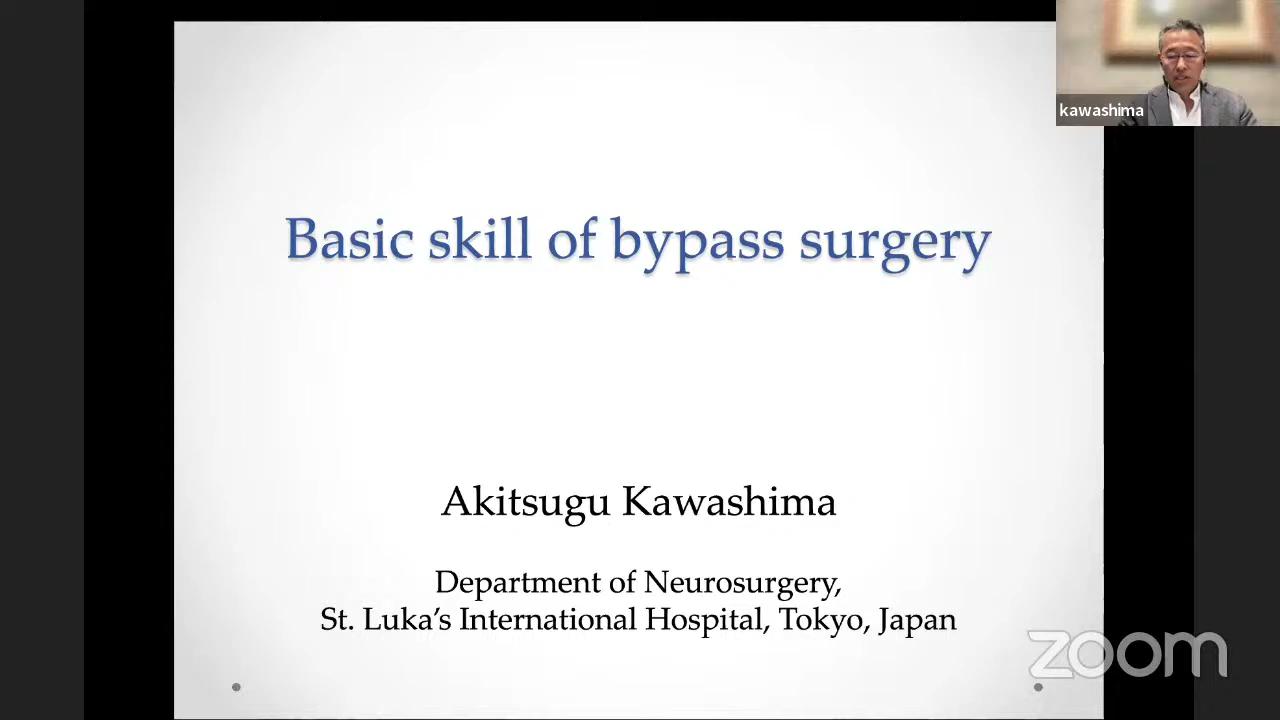 kawashima
Basic skill of bypass surgery
Akitsugu Kawashima
Department of Neurosurgery,
St. Luka's International Hospital, Tokyo, Japan
zoom